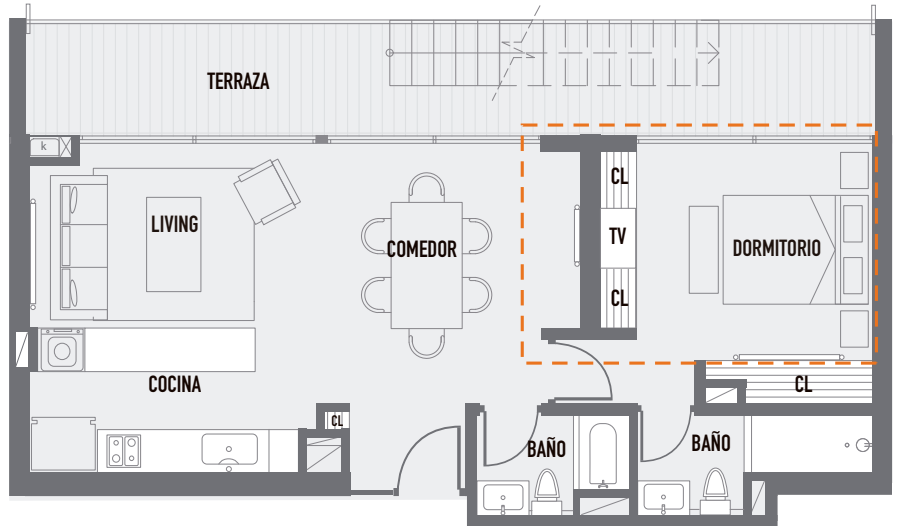 TERRAZA
k
CL
LIVING
TV
COMEDOR
DORMITORIO
CL
COCINA
CL
CL
BAÑO
BAÑO